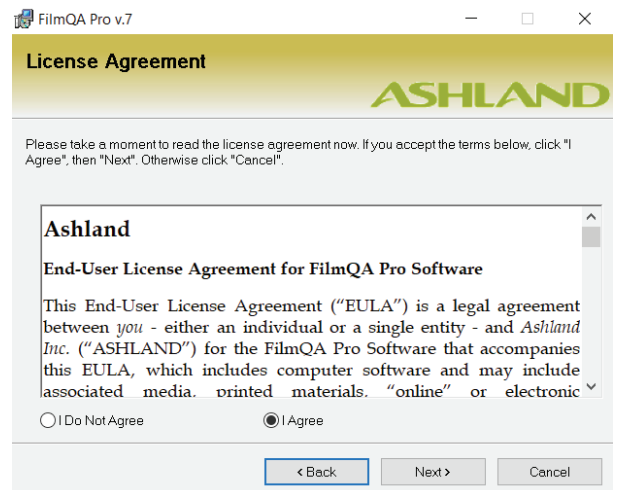 FilmQA Pro v.7
License Agreement
ASHLAND
Please take a moment to read the license agreement now. If you accept the terms below, click "I
Agree", then "Next". Otherwise click "Cancel".
Ashland
End-User License Agreement for FilmQA Pro Software
This End-User License Agreement (“EULA”) is a legal agreement
between you - either an individual or a single entity - and Ashland
Inc. (“ASHLAND”) for the FilmQA Pro Software that accompanies
this EULA, which includes computer software and may include
associated media, printed materials, “online” or electronic
I Do Not Agree
I Agree
< Back
Next >
Cancel